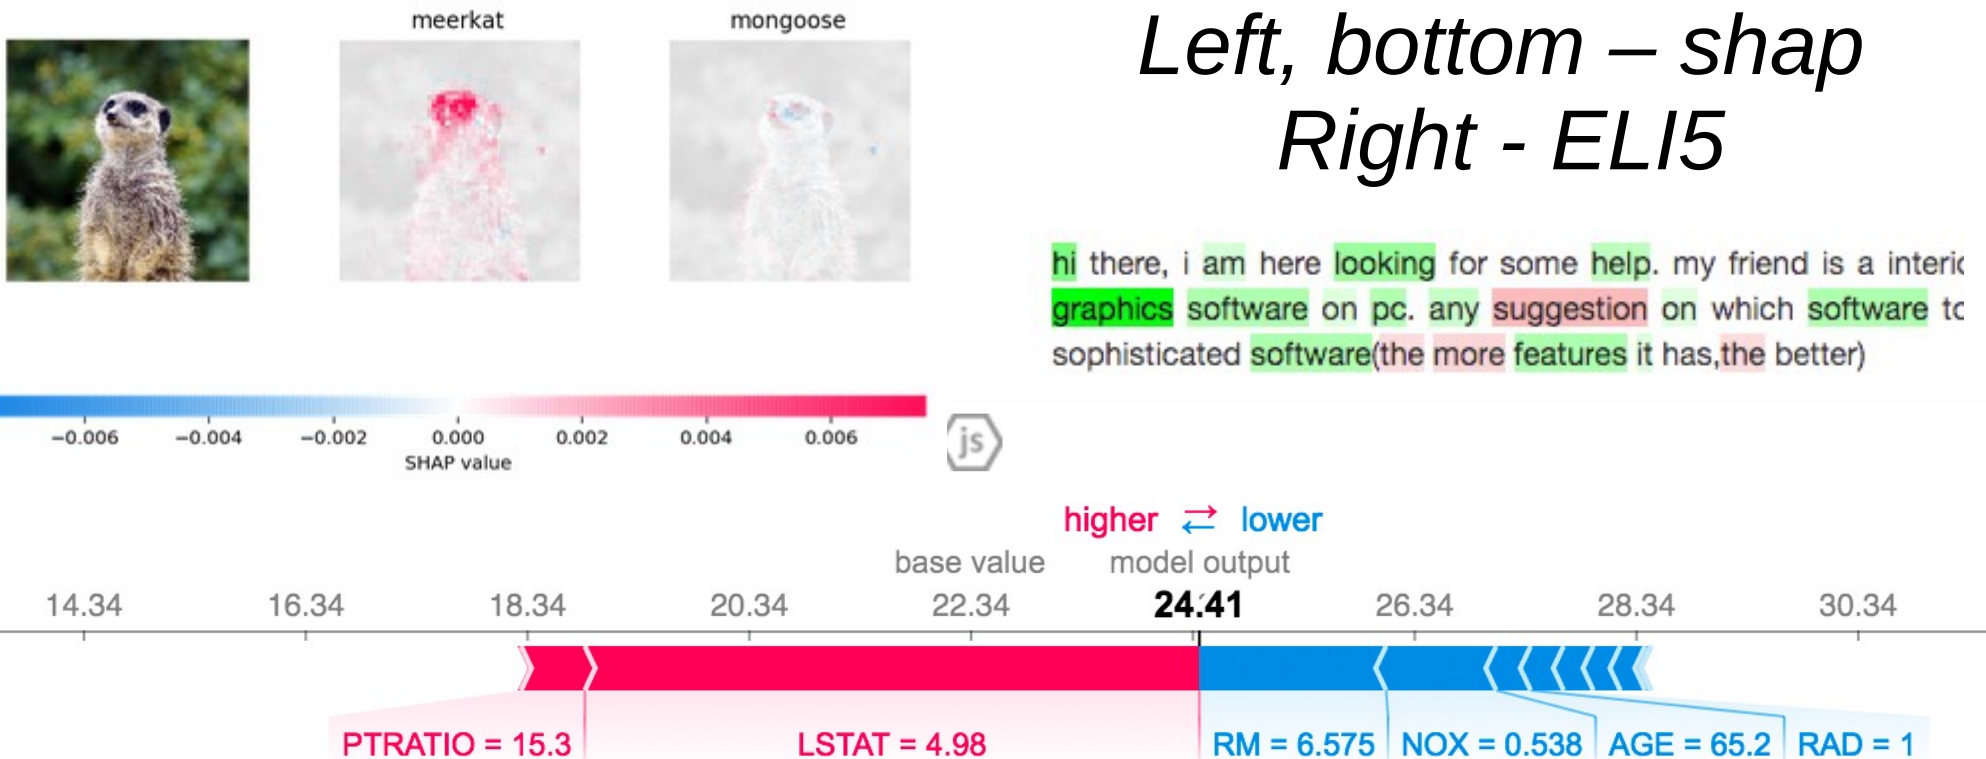 meerkat
mongoose
Left, bottom – shap
Right - ELI5
hi there, i am here looking for some help. my friend is a
graphics software on pc. any suggestion on which software
sophisticated software(the more features it has,the better)
−0.006 −0.004 −0.002 0.000 0.002 0.004 0.006
SHAP value
js
higher lower
base value model output
14.34 16.34 18.34 20.34 22.34 24.41 26.34 28.34 30.34
PTRATIO = 15.3 LSTAT = 4.98 RM = 6.575 NOX = 0.538 AGE = 65.2 RAD = 1